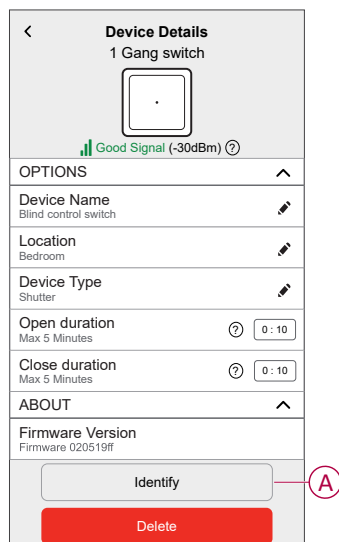 Device Details
1 Gang switch
Good Signal (-30dBm) ?
OPTIONS
Device Name
Blind control switch
Location
Bedroom
Device Type
Shutter
Open duration
Max 5 Minutes
? 0 : 10
Close duration
Max 5 Minutes
? 0 : 10
ABOUT
Firmware Version
Firmware 020519ff
Identify
A
Delete